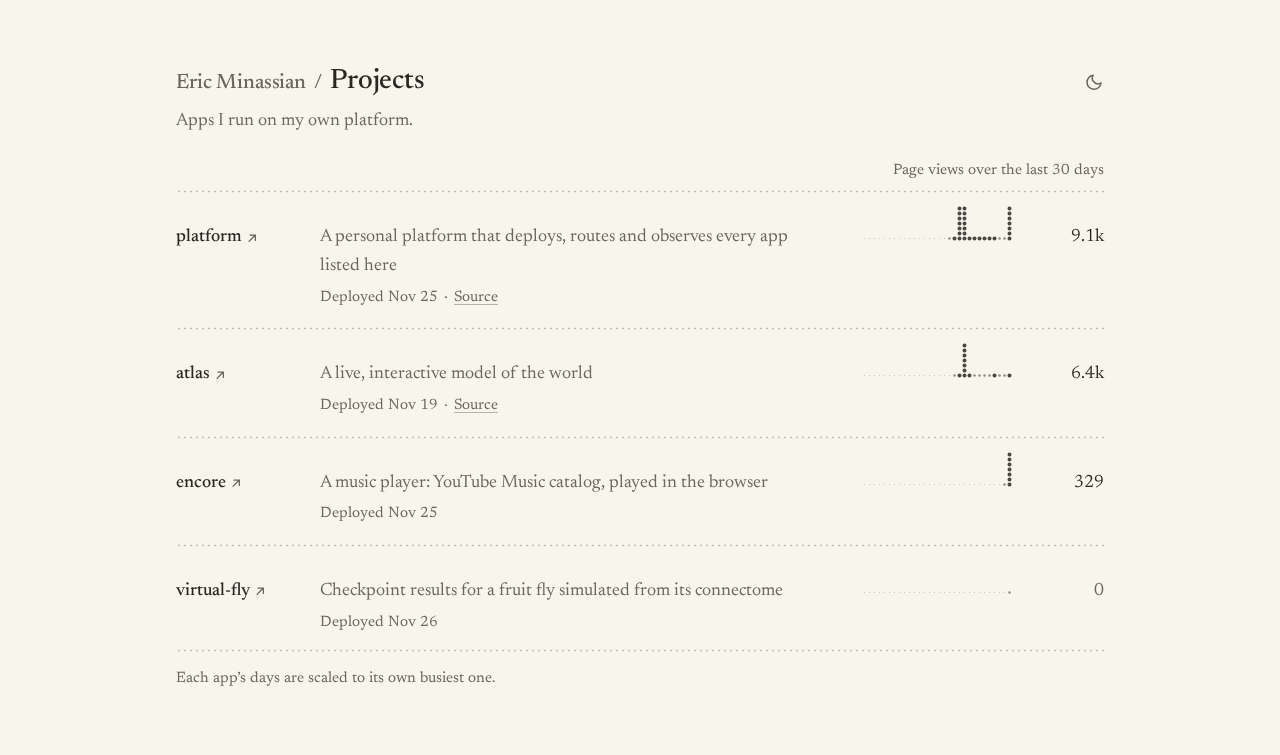 Eric Minassian / Projects
Apps I run on my own platform.
Page views over the last 30 days
platform ↗ A personal platform that deploys, routes and observes every app 9.1k
listed here
Deployed Nov 25 · Source
atlas ↗ A live, interactive model of the world 6.4k
Deployed Nov 19 · Source
encore ↗ A music player: YouTube Music catalog, played in the browser 329
Deployed Nov 25
virtual-fly ↗ Checkpoint results for a fruit fly simulated from its connectome 0
Deployed Nov 26
Each app’s days are scaled to its own busiest one.